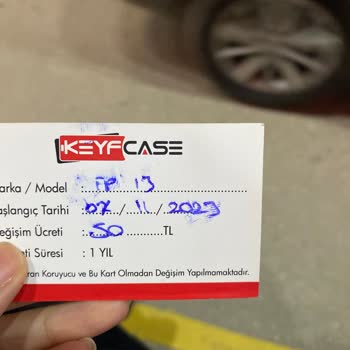 KEYFCASE
arka / Model : IP 13
aşlangıç Tarihi : 07/11/2023
eğişim Ücreti : 50 TL
ti Süresi : 1 YIL
ran Koruyucu ve Bu Kart Olmadan Değişim Yapılmamaktadır.